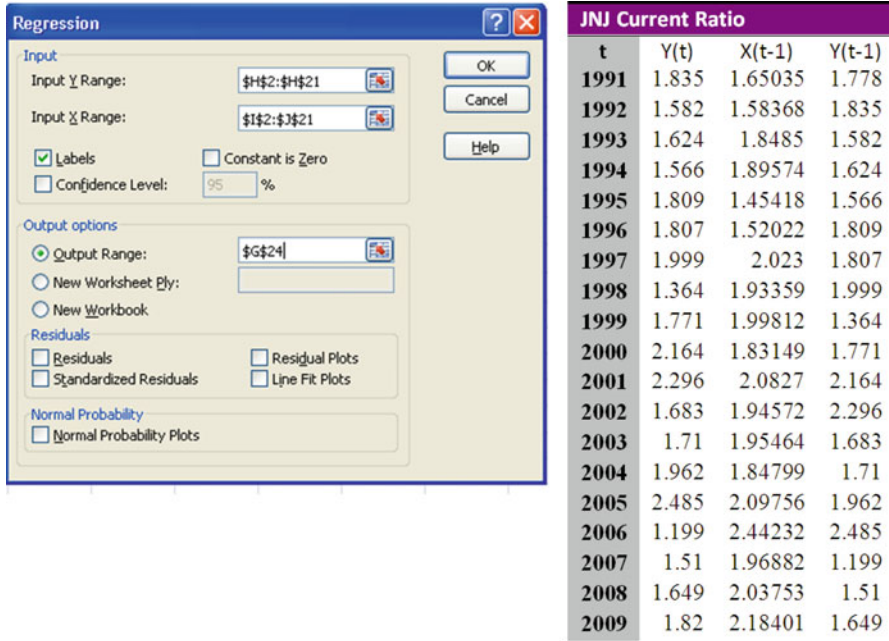 Regression
Input
Input Y Range: $H$2:$H$21
Input X Range: $I$2:$J$21
Labels Constant is Zero
Confidence Level: 95 %
Output options
Output Range: $G$24
New Worksheet Ply:
New Workbook
Residuals
Residuals Residual Plots
Standardized Residuals Line Fit Plots
Normal Probability
Normal Probability Plots
OK
Cancel
Help
JNJ Current Ratio
t Y(t) X(t-1) Y(t-1)
1991 1.835 1.65035 1.778
1992 1.582 1.58368 1.835
1993 1.624 1.8485 1.582
1994 1.566 1.89574 1.624
1995 1.809 1.45418 1.566
1996 1.807 1.52022 1.809
1997 1.999 2.023 1.807
1998 1.364 1.93359 1.999
1999 1.771 1.99812 1.364
2000 2.164 1.83149 1.771
2001 2.296 2.0827 2.164
2002 1.683 1.94572 2.296
2003 1.71 1.95464 1.683
2004 1.962 1.84799 1.71
2005 2.485 2.09756 1.962
2006 1.199 2.44232 2.485
2007 1.51 1.96882 1.199
2008 1.649 2.03753 1.51
2009 1.82 2.18401 1.649